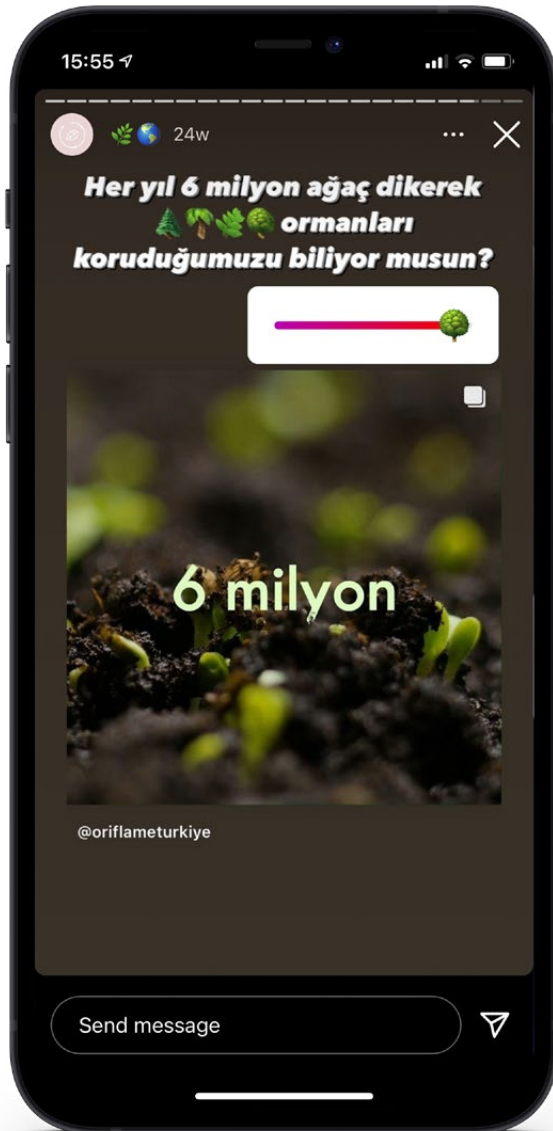 15:55
🌿🌎 24w
Her yıl 6 milyon ağaç dikerek
🌲🌴🌿🌳 ormanları
koruduğumuzu biliyor musun?
6 milyon
@oriflameturkiye
Send message